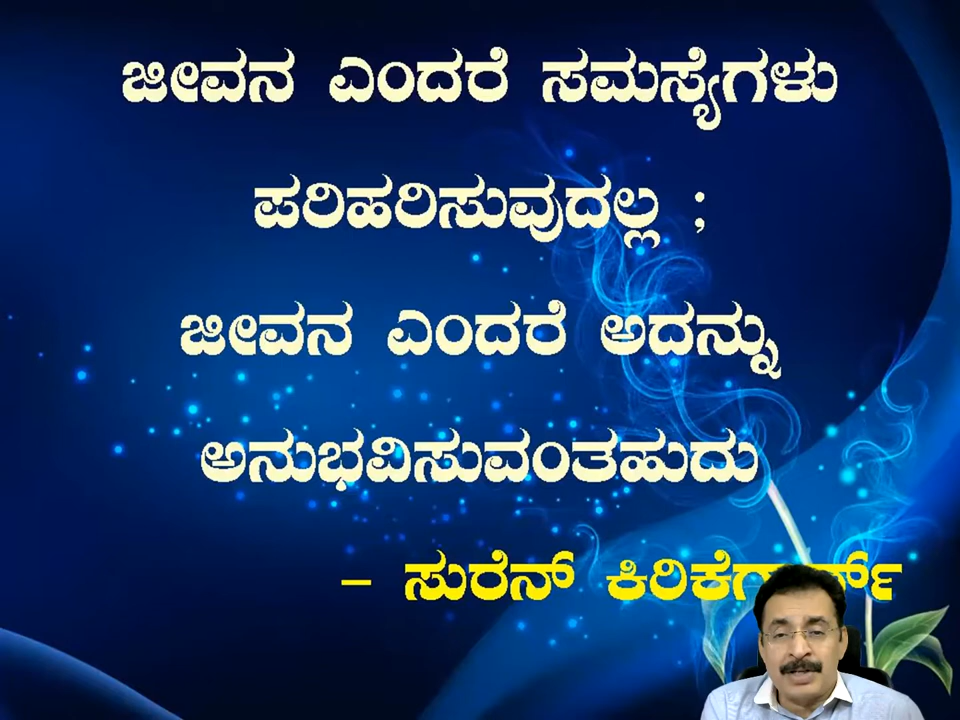 ಜೀವನ ಎಂದರೆ ಸಮಸ್ಯೆಗಳು
ಪರಿಹರಿಸುವುದಲ್ಲ ;
ಜೀವನ ಎಂದರೆ ಅದನ್ನು
ಅನುಭವಿಸುವಂತಹುದು
– ಸುರೆನ್